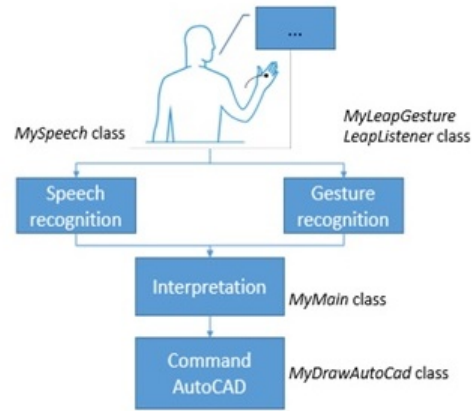 ...
MySpeech class
MyLeapGesture
LeapListener class
Speech
recognition
Gesture
recognition
Interpretation
MyMain class
Command
AutoCAD
MyDrawAutoCad class